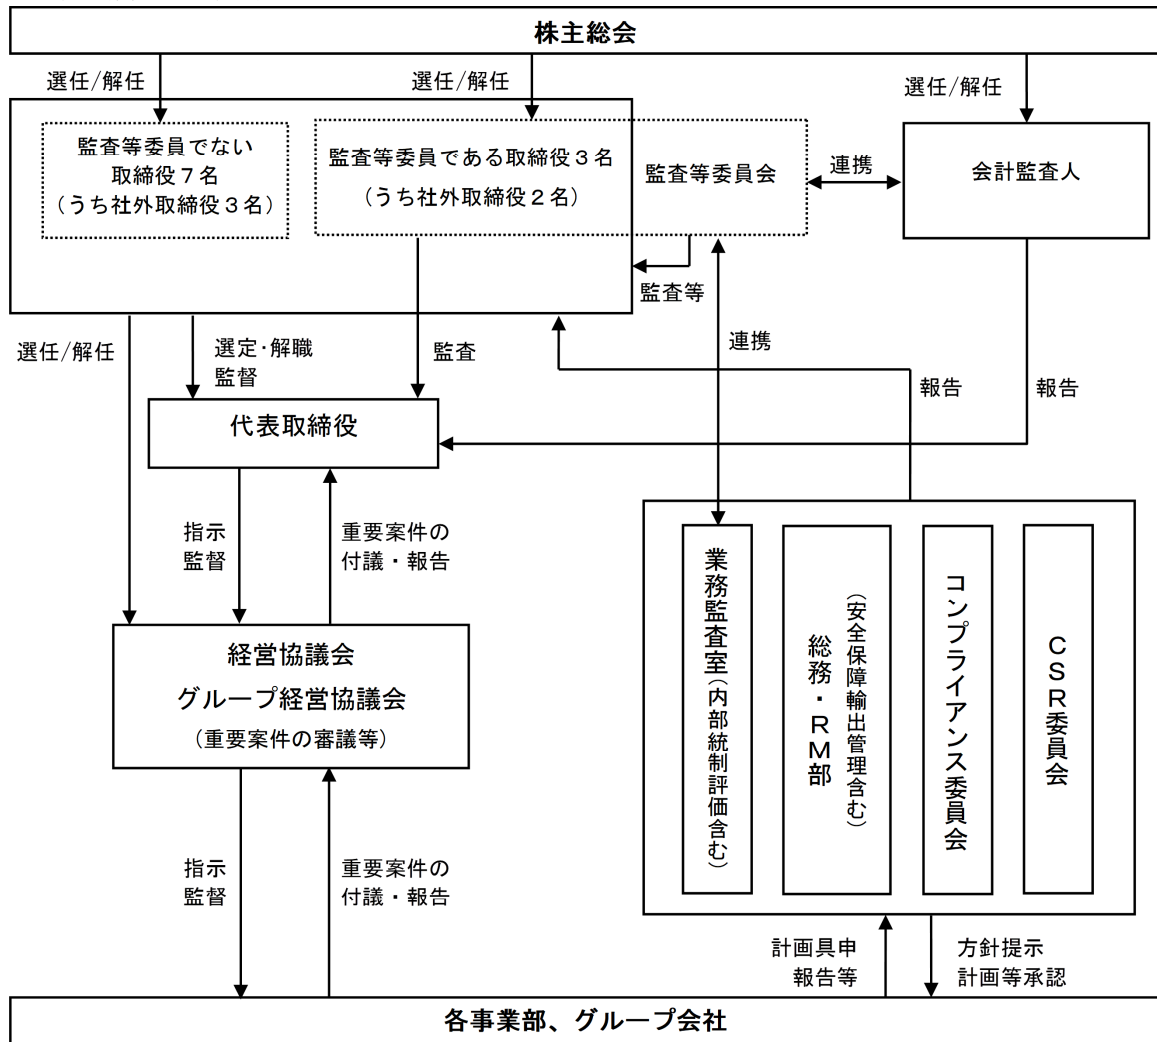 株主総会
選任/解任
選任/解任
選任/解任
監査等委員でない
取締役７名
（うち社外取締役３名）
監査等委員である取締役３名
（うち社外取締役２名）
監査等委員会
連携
会計監査人
監査等
選任/解任
選定・解職
監督
監査
連携
報告
報告
代表取締役
指示
監督
重要案件の
付議・報告
経営協議会
グループ経営協議会
（重要案件の審議等）
業務監査室（内部統制評価含む）
総務・ＲＭ部
（安全保障輸出管理含む）
コンプライアンス委員会
ＣＳＲ委員会
指示
監督
重要案件の
付議・報告
計画具申
報告等
方針提示
計画等承認
各事業部、グループ会社